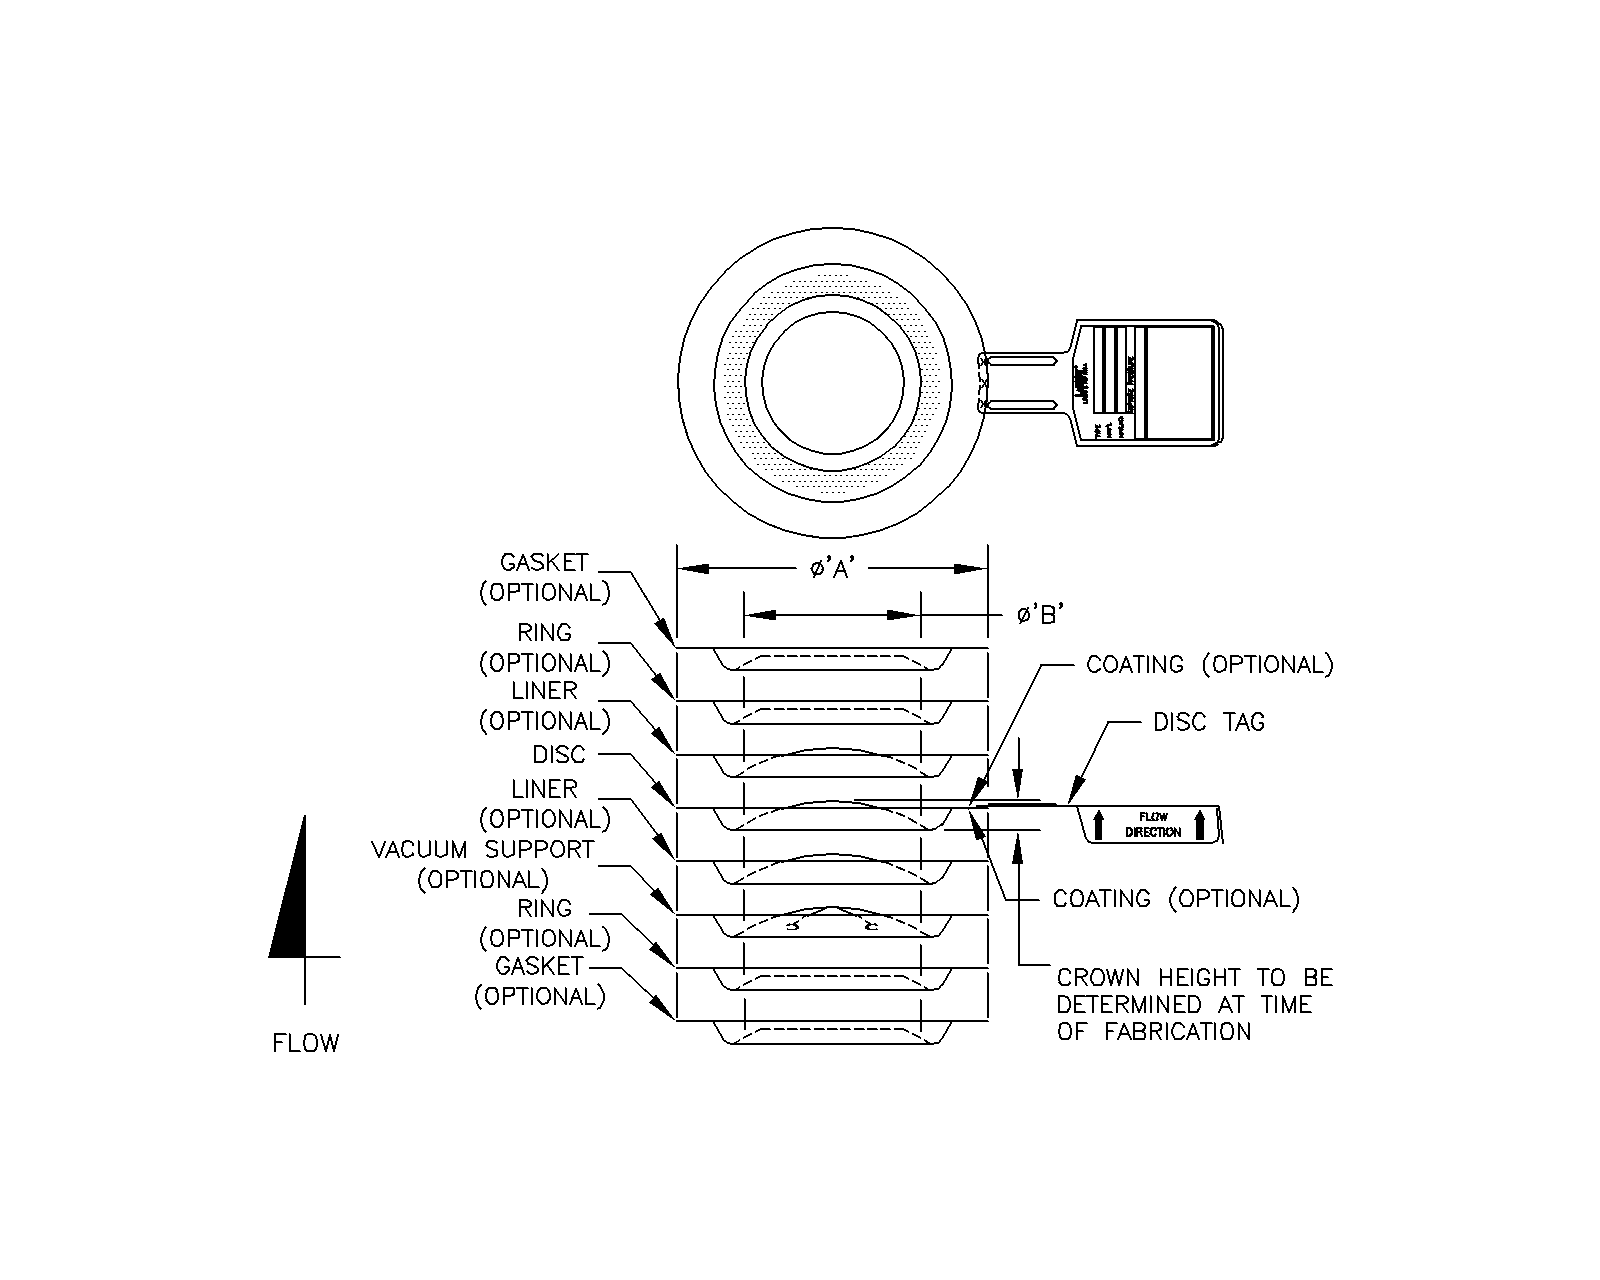 TYPE
ø'A'
ø'B'
GASKET
(OPTIONAL)
RING
(OPTIONAL)
LINER
(OPTIONAL)
DISC
LINER
(OPTIONAL)
VACUUM SUPPORT
(OPTIONAL)
RING
(OPTIONAL)
GASKET
(OPTIONAL)
COATING (OPTIONAL)
DISC TAG
FLOW
DIRECTION
COATING (OPTIONAL)
CROWN HEIGHT TO BE
DETERMINED AT TIME
OF FABRICATION
FLOW